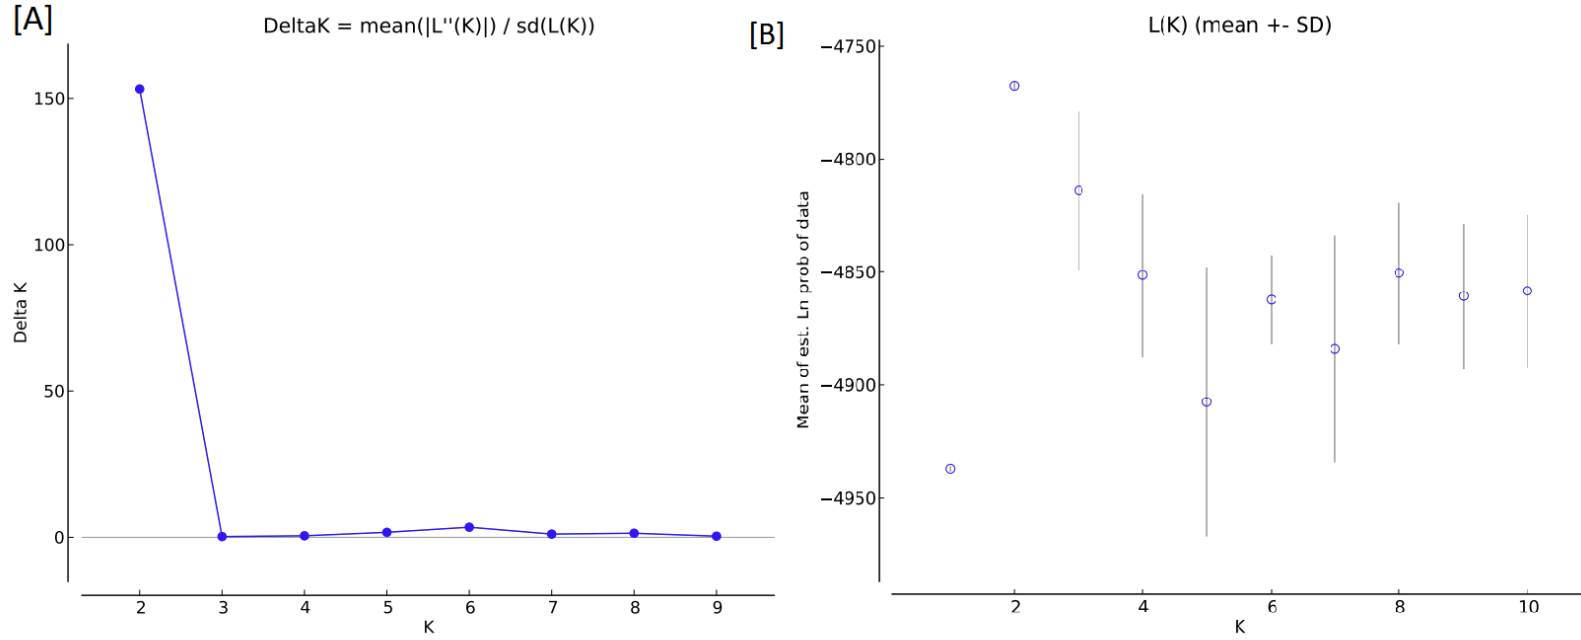 [A]
DeltaK = mean(|L''(K)|) / sd(L(K))
Delta K
150
100
50
0
2 3 4 5 6 7 8 9
K
[B]
L(K) (mean +- SD)
Mean of est. Ln prob of data
−4750
−4800
−4850
−4900
−4950
2 4 6 8 10
K